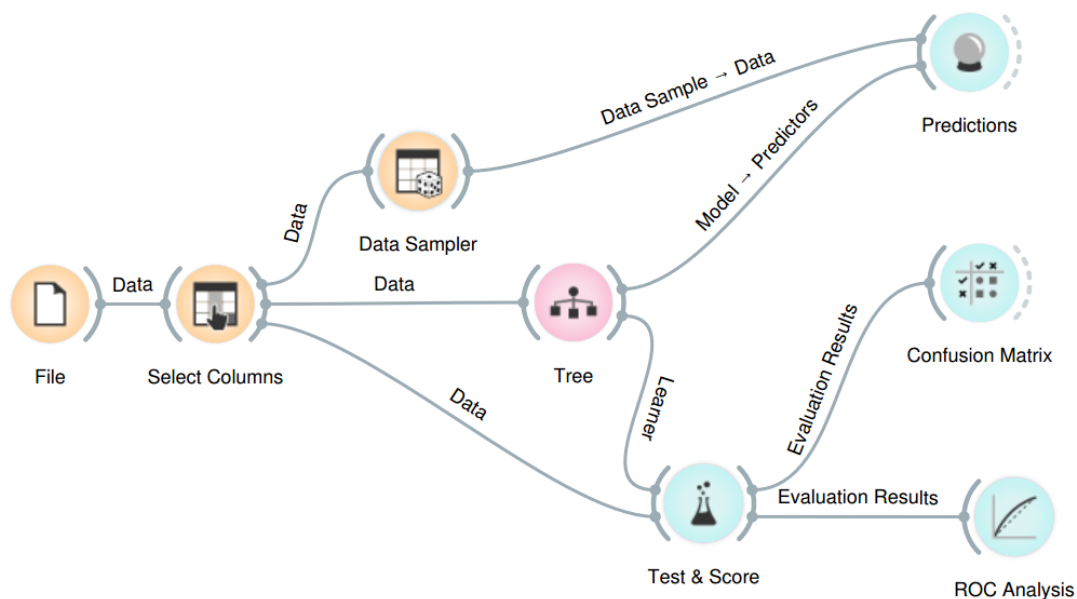 Data Sample → Data
Predictions
Model → Predictors
Data
Data Sampler
Data
Data
File
Select Columns
Tree
Learner
Data
Evaluation Results
Confusion Matrix
Evaluation Results
Test & Score
ROC Analysis